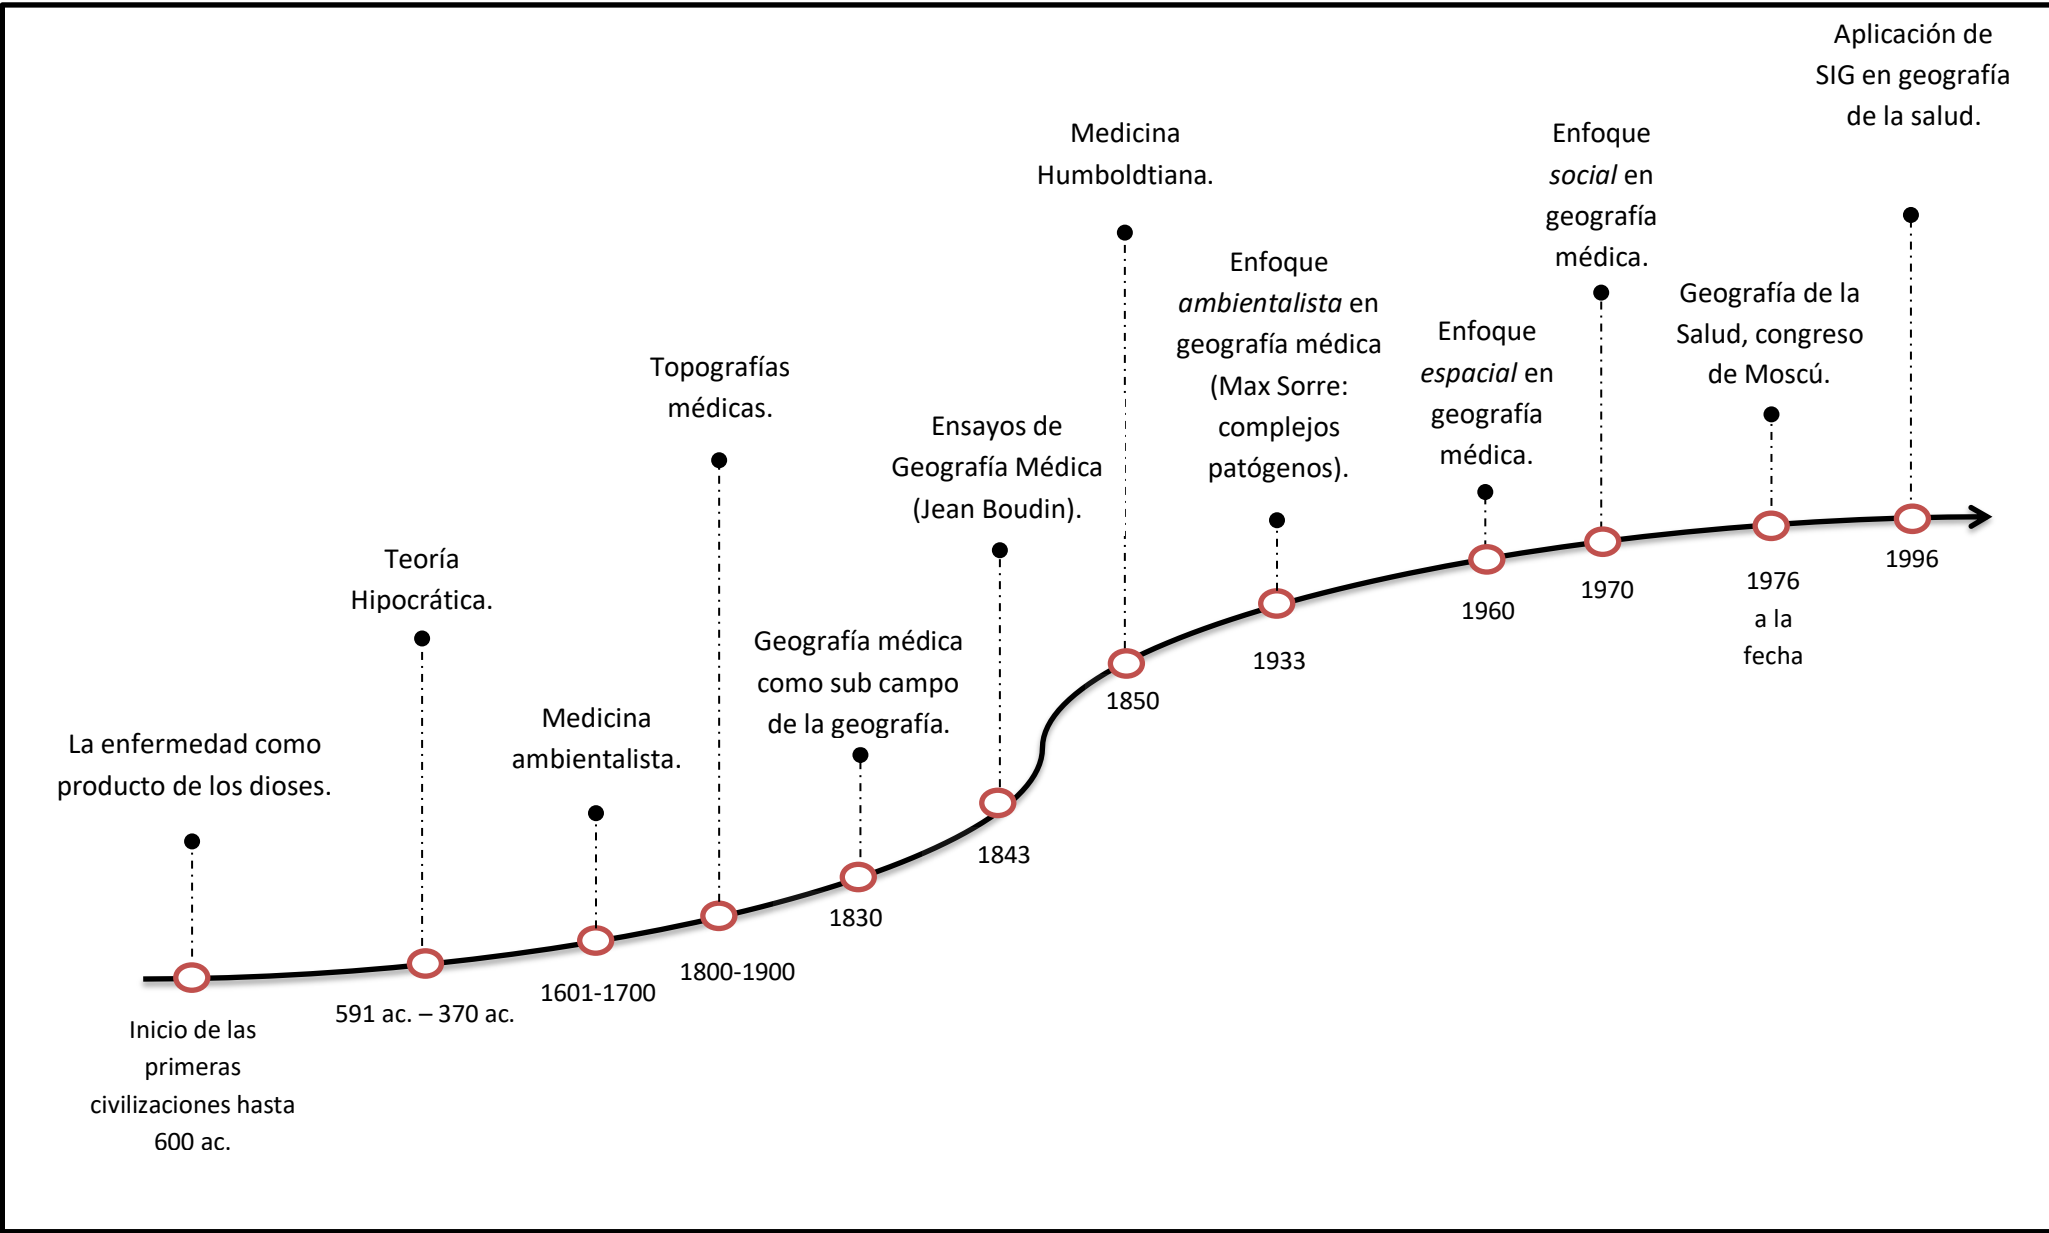 La enfermedad como
producto de los dioses.
Inicio de las
primeras
civilizaciones hasta
600 ac.
Teoría
Hipocrática.
591 ac. – 370 ac.
Medicina
ambientalista.
1601-1700
Topografías
médicas.
1800-1900
Geografía médica
como sub campo
de la geografía.
1830
Ensayos de
Geografía Médica
(Jean Boudin).
1843
Medicina
Humboldtiana.
1850
Enfoque
ambientalista en
geografía médica
(Max Sorre:
complejos
patógenos).
1933
Enfoque
espacial en
geografía
médica.
1960
Enfoque
social en
geografía
médica.
1970
Geografía de la
Salud, congreso
de Moscú.
1976
a la
fecha
Aplicación de
SIG en geografía
de la salud.
1996